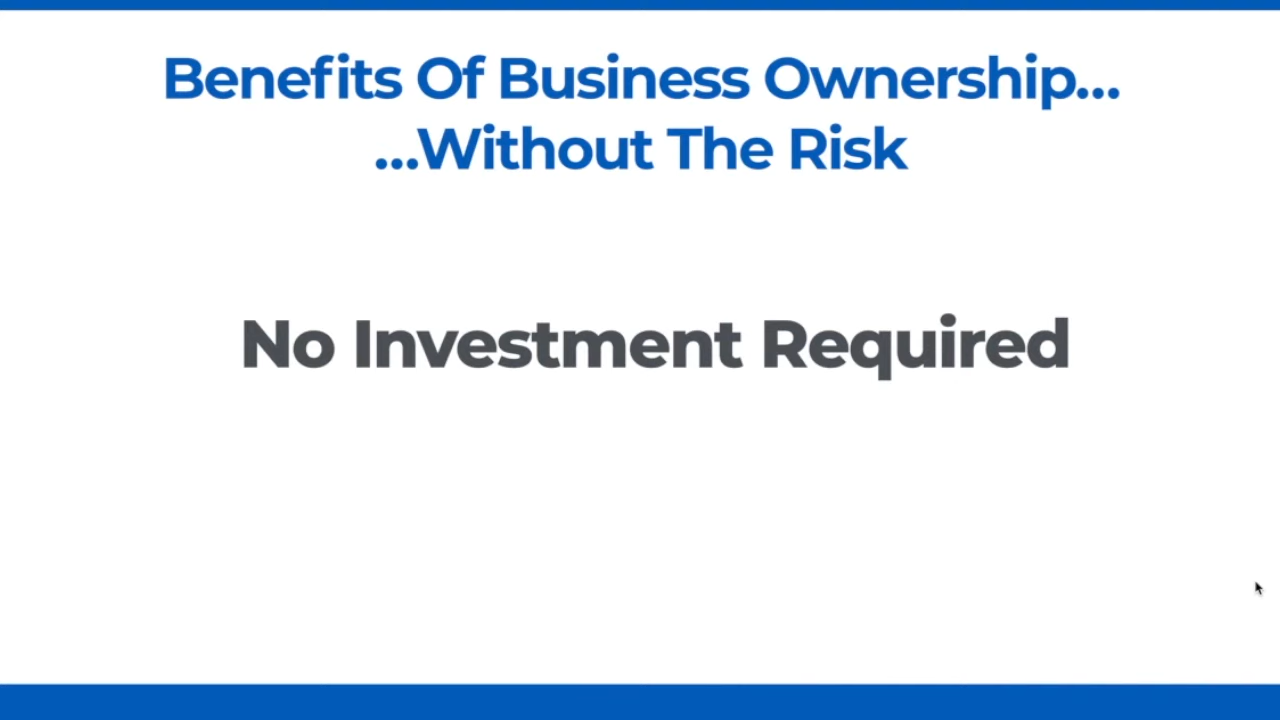 Benefits Of Business Ownership...
...Without The Risk
No Investment Required